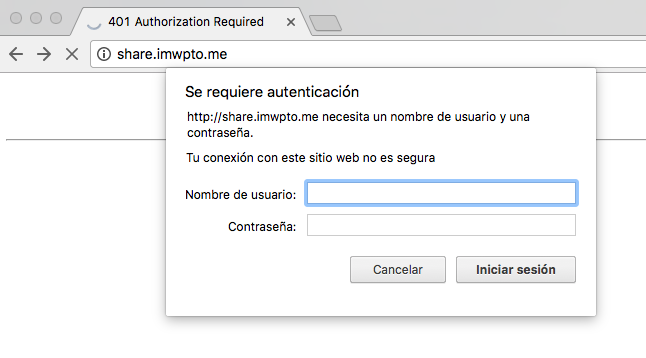 401 Authorization Required
share.imwpto.me
Se requiere autenticación
http://share.imwpto.me necesita un nombre de usuario y una
contraseña.
Tu conexión con este sitio web no es segura
Nombre de usuario:
Contraseña:
Cancelar
Iniciar sesión